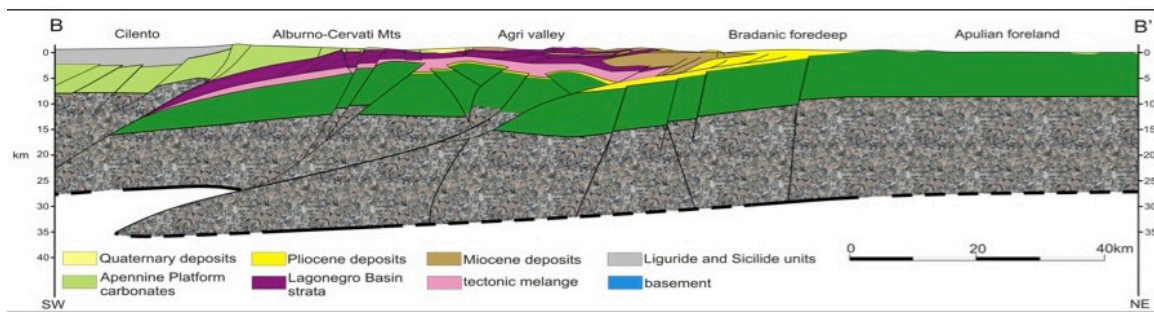 B B'
Cilento Alburno-Cervati Mts Agri valley Bradanic foredeep Apulian foreland
0 0
5 5
10 10
15 15
km 20 20
25 25
30 30
35 35
40
Quaternary deposits Pliocene deposits Miocene deposits Liguride and Sicilide units
Apennine Platform carbonates Lagonegro Basin strata tectonic melange basement
0 20 40km
SW NE